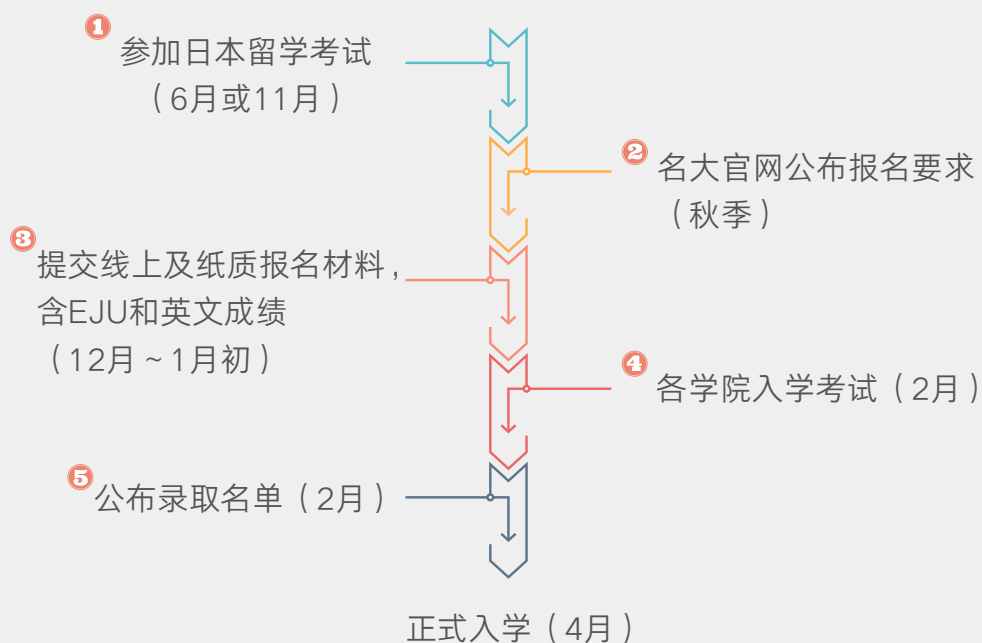 1
参加日本留学考试
（6月或11月）
2
名大官网公布报名要求
（秋季）
3
提交线上及纸质报名材料，
含EJU和英文成绩
（12月~1月初）
4
各学院入学考试（2月）
5
公布录取名单（2月）
正式入学（4月）